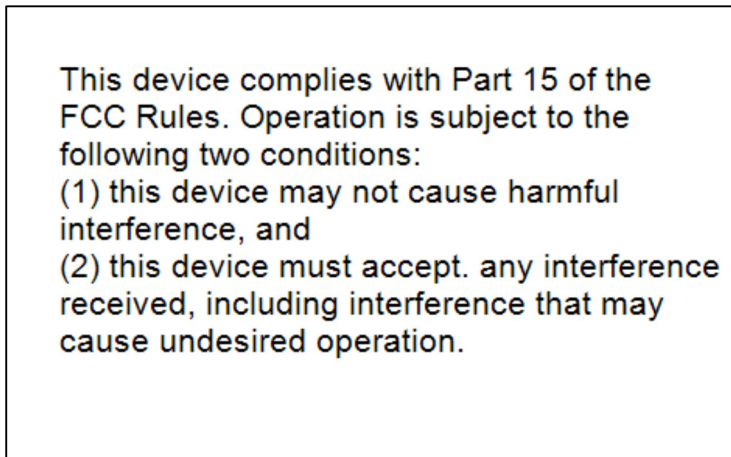 This device complies with Part 15 of the
FCC Rules. Operation is subject to the
following two conditions:
(1) this device may not cause harmful
interference, and
(2) this device must accept. any interference
received, including interference that may
cause undesired operation.